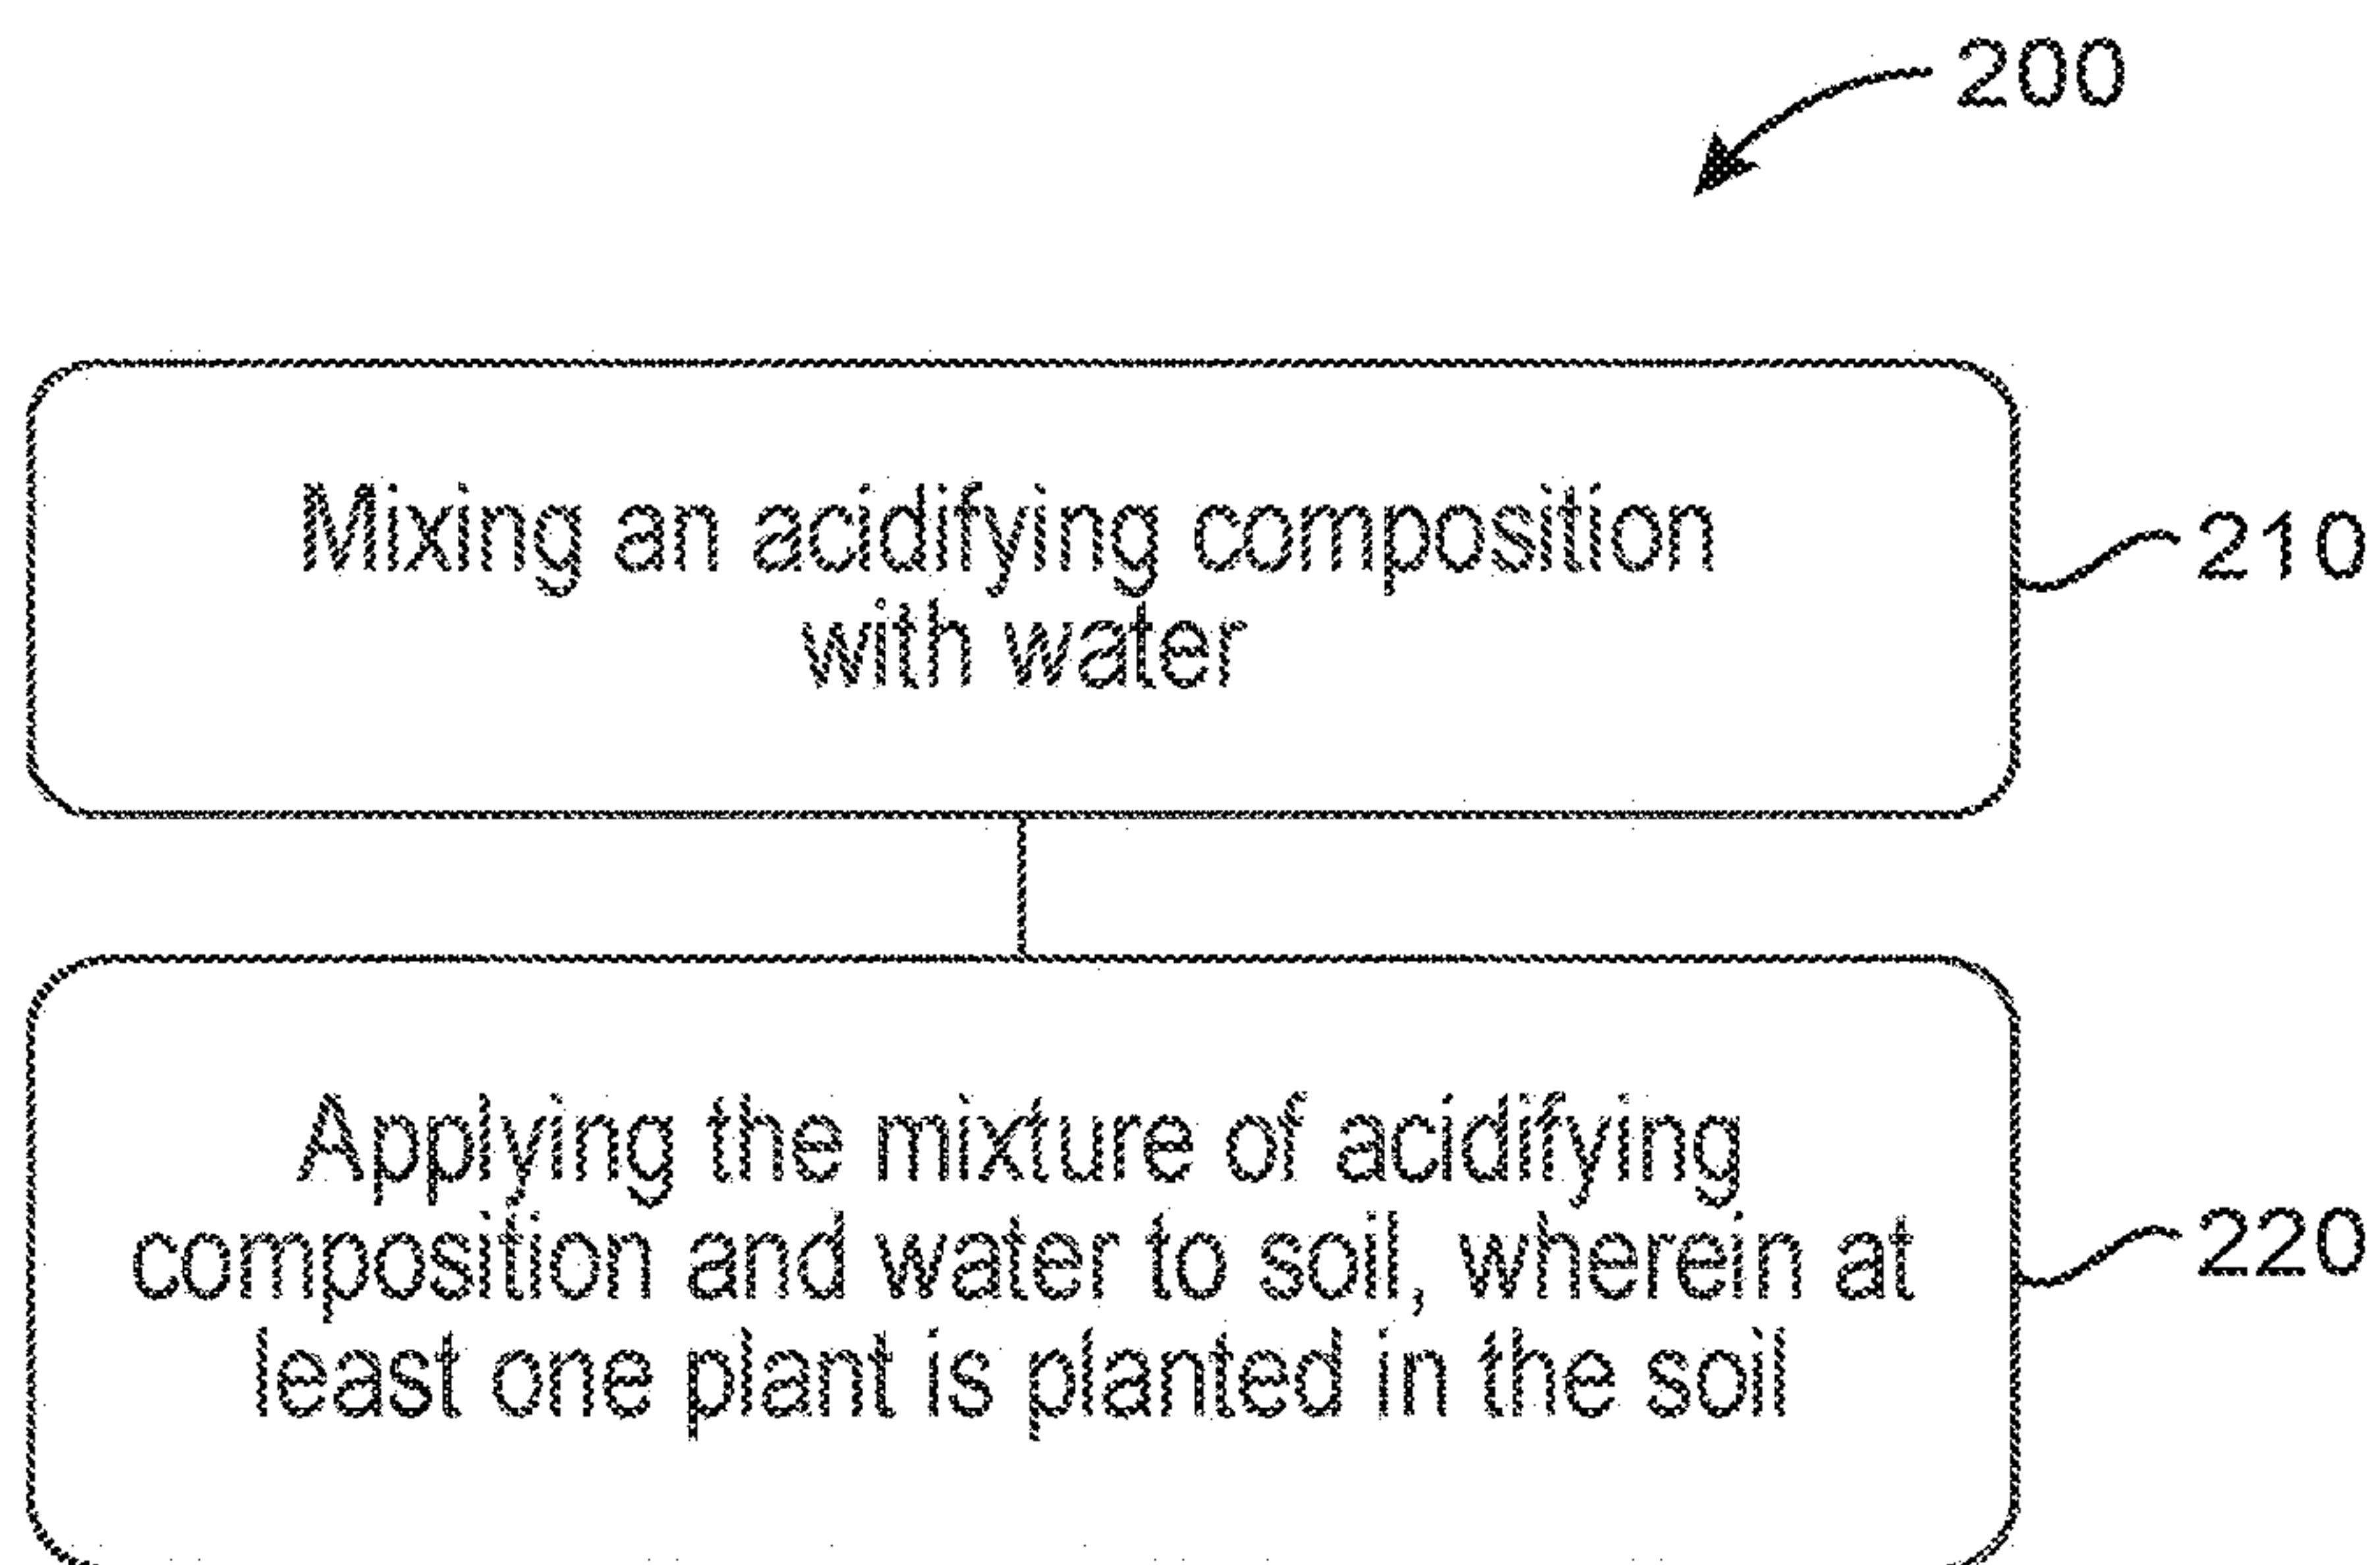 200
Mixing an acidifying composition
with water
210
Applying the mixture of acidifying
composition and water to soil, wherein at
least one plant is planted in the soil
220